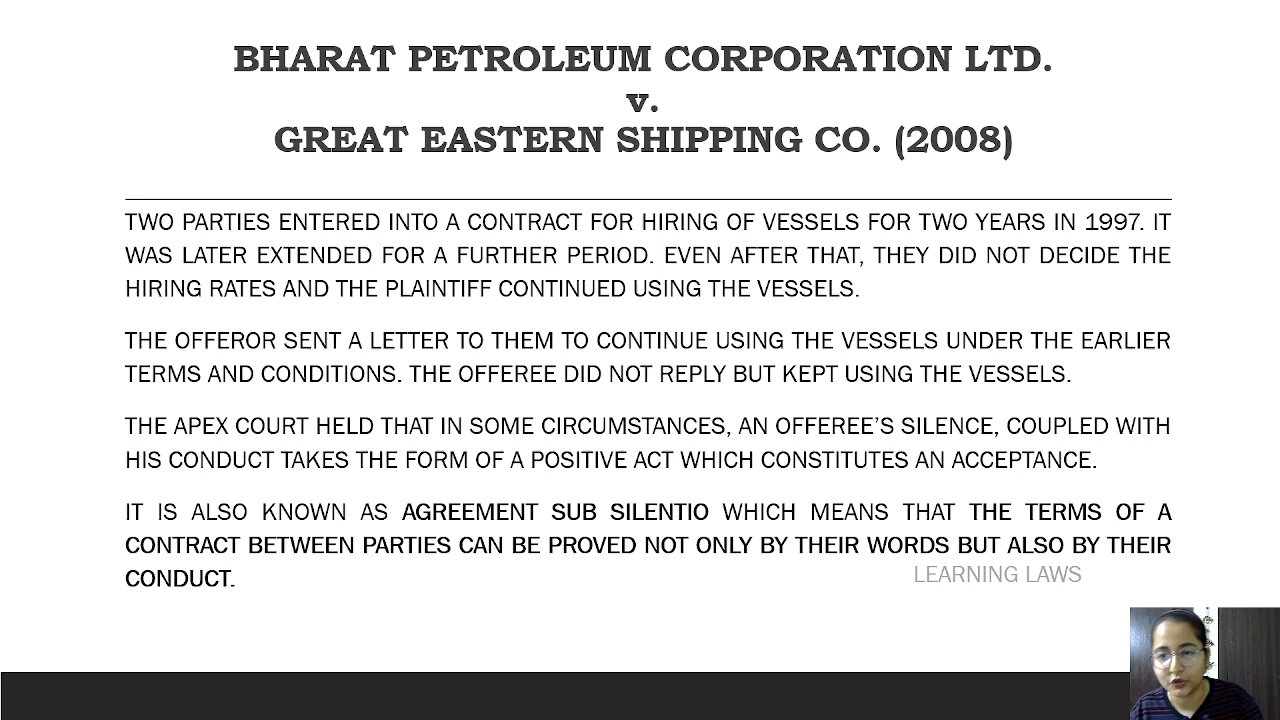 BHARAT PETROLEUM CORPORATION LTD.
v.
GREAT EASTERN SHIPPING CO. (2008)
TWO PARTIES ENTERED INTO A CONTRACT FOR HIRING OF VESSELS FOR TWO YEARS IN 1997. IT
WAS LATER EXTENDED FOR A FURTHER PERIOD. EVEN AFTER THAT, THEY DID NOT DECIDE THE
HIRING RATES AND THE PLAINTIFF CONTINUED USING THE VESSELS.
THE OFFEROR SENT A LETTER TO THEM TO CONTINUE USING THE VESSELS UNDER THE EARLIER
TERMS AND CONDITIONS. THE OFFEREE DID NOT REPLY BUT KEPT USING THE VESSELS.
THE APEX COURT HELD THAT IN SOME CIRCUMSTANCES, AN OFFEREE'S SILENCE, COUPLED WITH
HIS CONDUCT TAKES THE FORM OF A POSITIVE ACT WHICH CONSTITUTES AN ACCEPTANCE.
IT IS ALSO KNOWN AS AGREEMENT SUB SILENTIO WHICH MEANS THAT THE TERMS OF A
CONTRACT BETWEEN PARTIES CAN BE PROVED NOT ONLY BY THEIR WORDS BUT ALSO BY THEIR
CONDUCT.
LEARNING LAWS